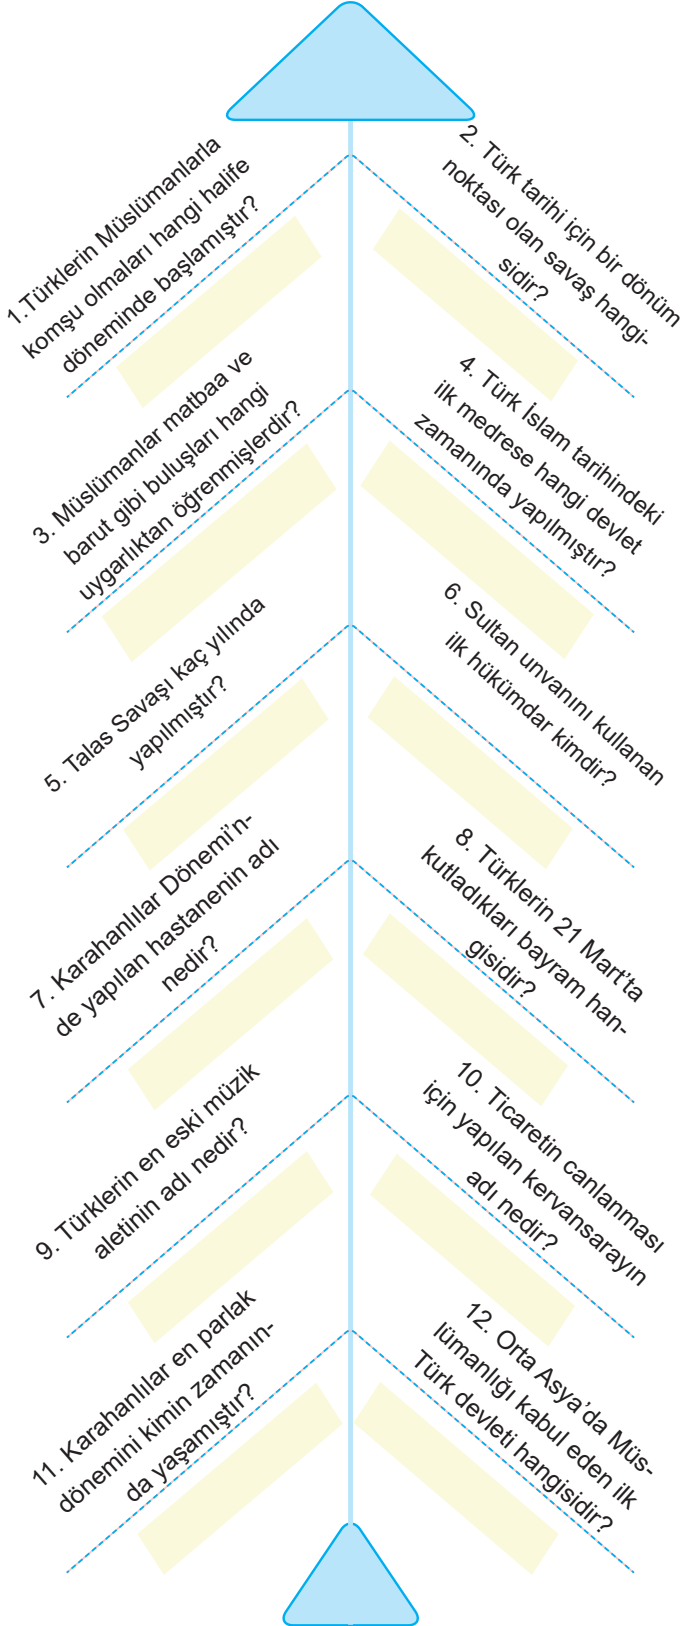 1.Türklerin Müslümanlarla
komşu olmaları hangi halife
döneminde başlamıştır?
2. Türk tarihi için bir dönüm
noktası olan savaş hangi-
sidir?
3. Müslümanlar matbaa ve
barut gibi buluşları hangi
uygarlıktan öğrenmişlerdir?
4. Türk İslam tarihindeki
ilk medrese hangi devlet
zamanında yapılmıştır?
5. Talas Savaşı kaç yılında
yapılmıştır?
6. Sultan unvanını kullanan
ilk hükümdar kimdir?
7. Karahanlılar Dönemi’n-
de yapılan hastanenin adı
nedir?
8. Türklerin 21 Mart’ta
kutladıkları bayram han-
gisidir?
9. Türklerin en eski müzik
aletinin adı nedir?
10. Ticaretin canlanması
için yapılan kervansarayın
adı nedir?
11. Karahanlılar en parlak
dönemini kimin zamanın-
da yaşamıştır?
12. Orta Asya’da Müs-
lümanlığı kabul eden ilk
Türk devleti hangisidir?